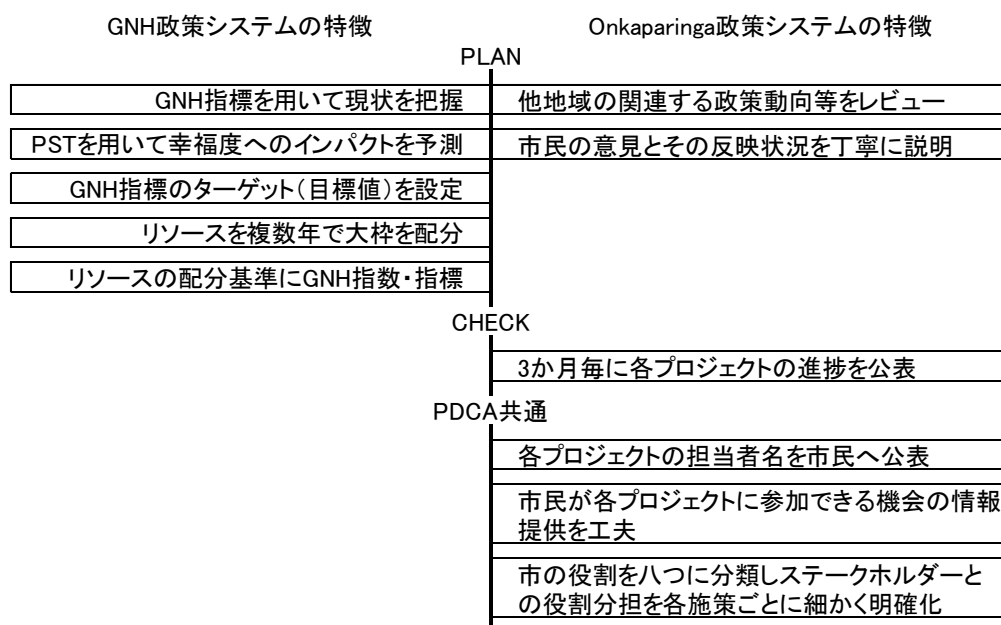 GNH政策システムの特徴
Onkaparinga政策システムの特徴
PLAN
GNH指標を用いて現状を把握
他地域の関連する政策動向等をレビュー
PSTを用いて幸福度へのインパクトを予測
市民の意見とその反映状況を丁寧に説明
GNH指標のターゲット(目標値)を設定
リソースを複数年で大枠を配分
リソースの配分基準にGNH指数・指標
CHECK
3か月毎に各プロジェクトの進捗を公表
PDCA共通
各プロジェクトの担当者名を市民へ公表
市民が各プロジェクトに参加できる機会の情報
提供を工夫
市の役割を八つに分類しステークホルダーと
の役割分担を各施策ごとに細かく明確化